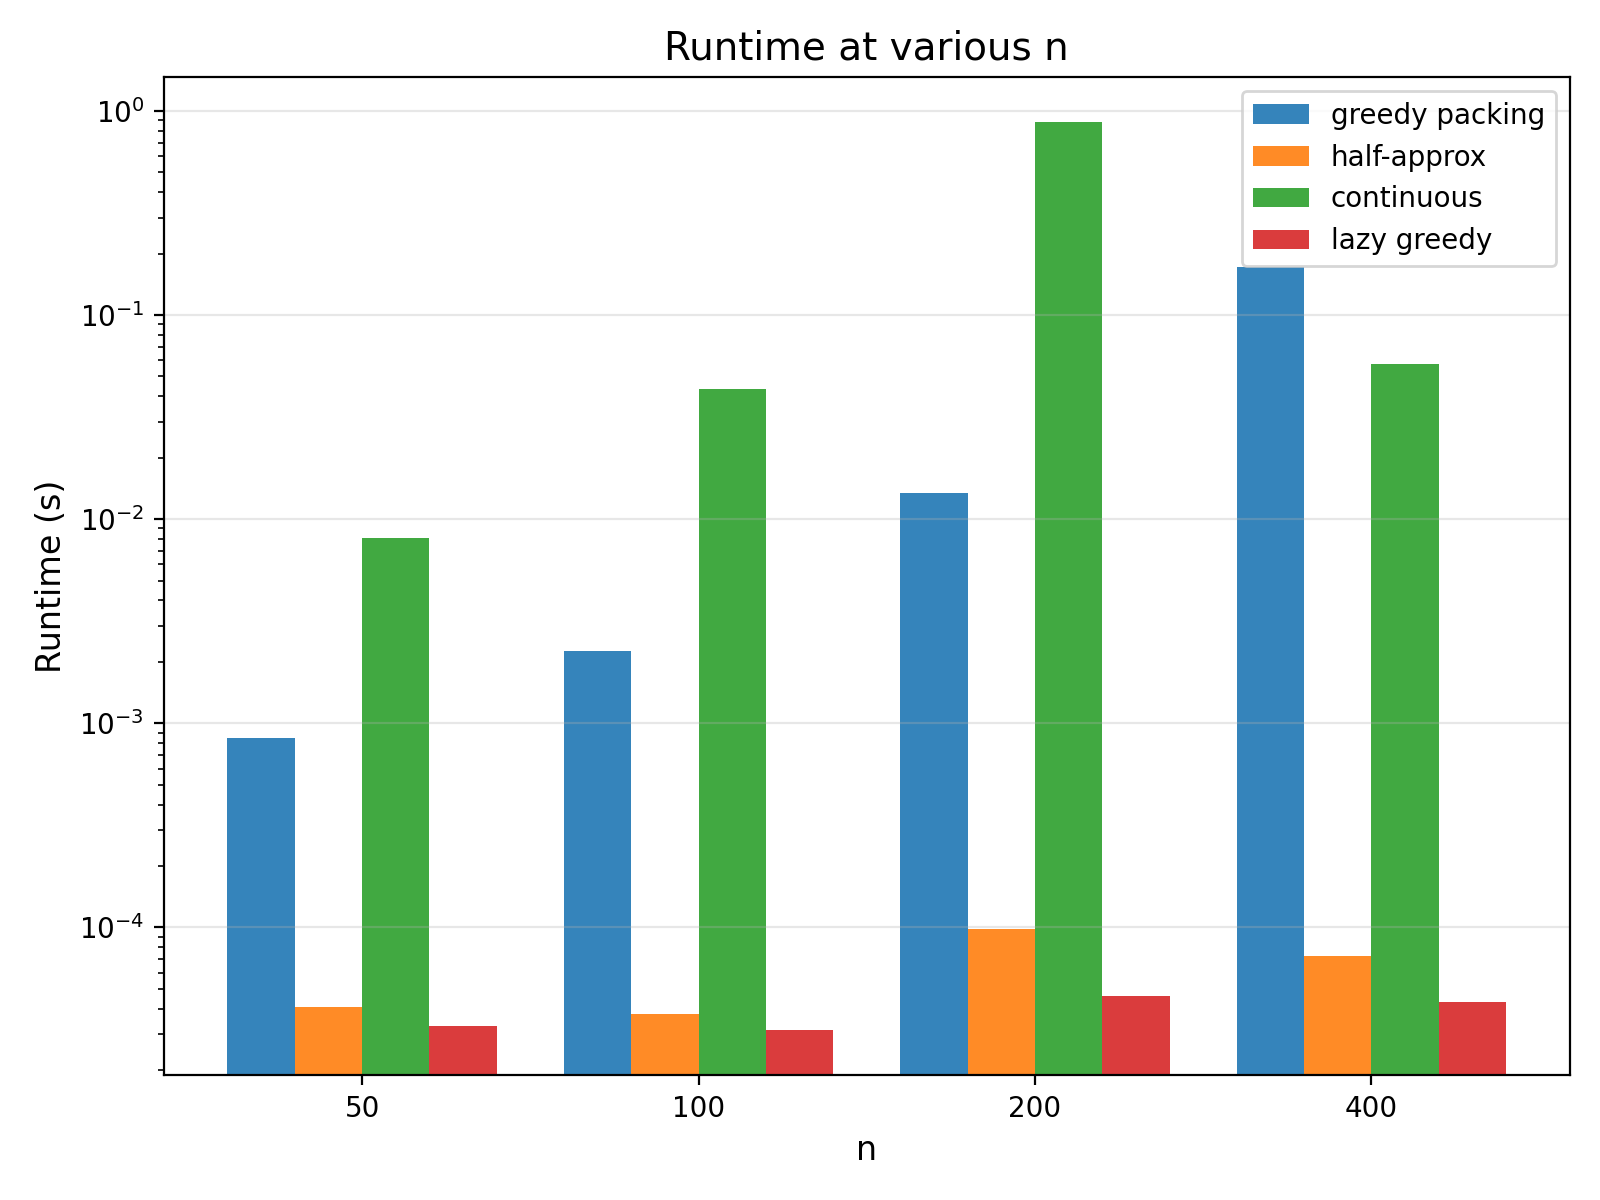 Runtime at various n
10⁰
10⁻¹
10⁻²
10⁻³
10⁻⁴
Runtime (s)
greedy packing
half-approx
continuous
lazy greedy
50 100 200 400
n